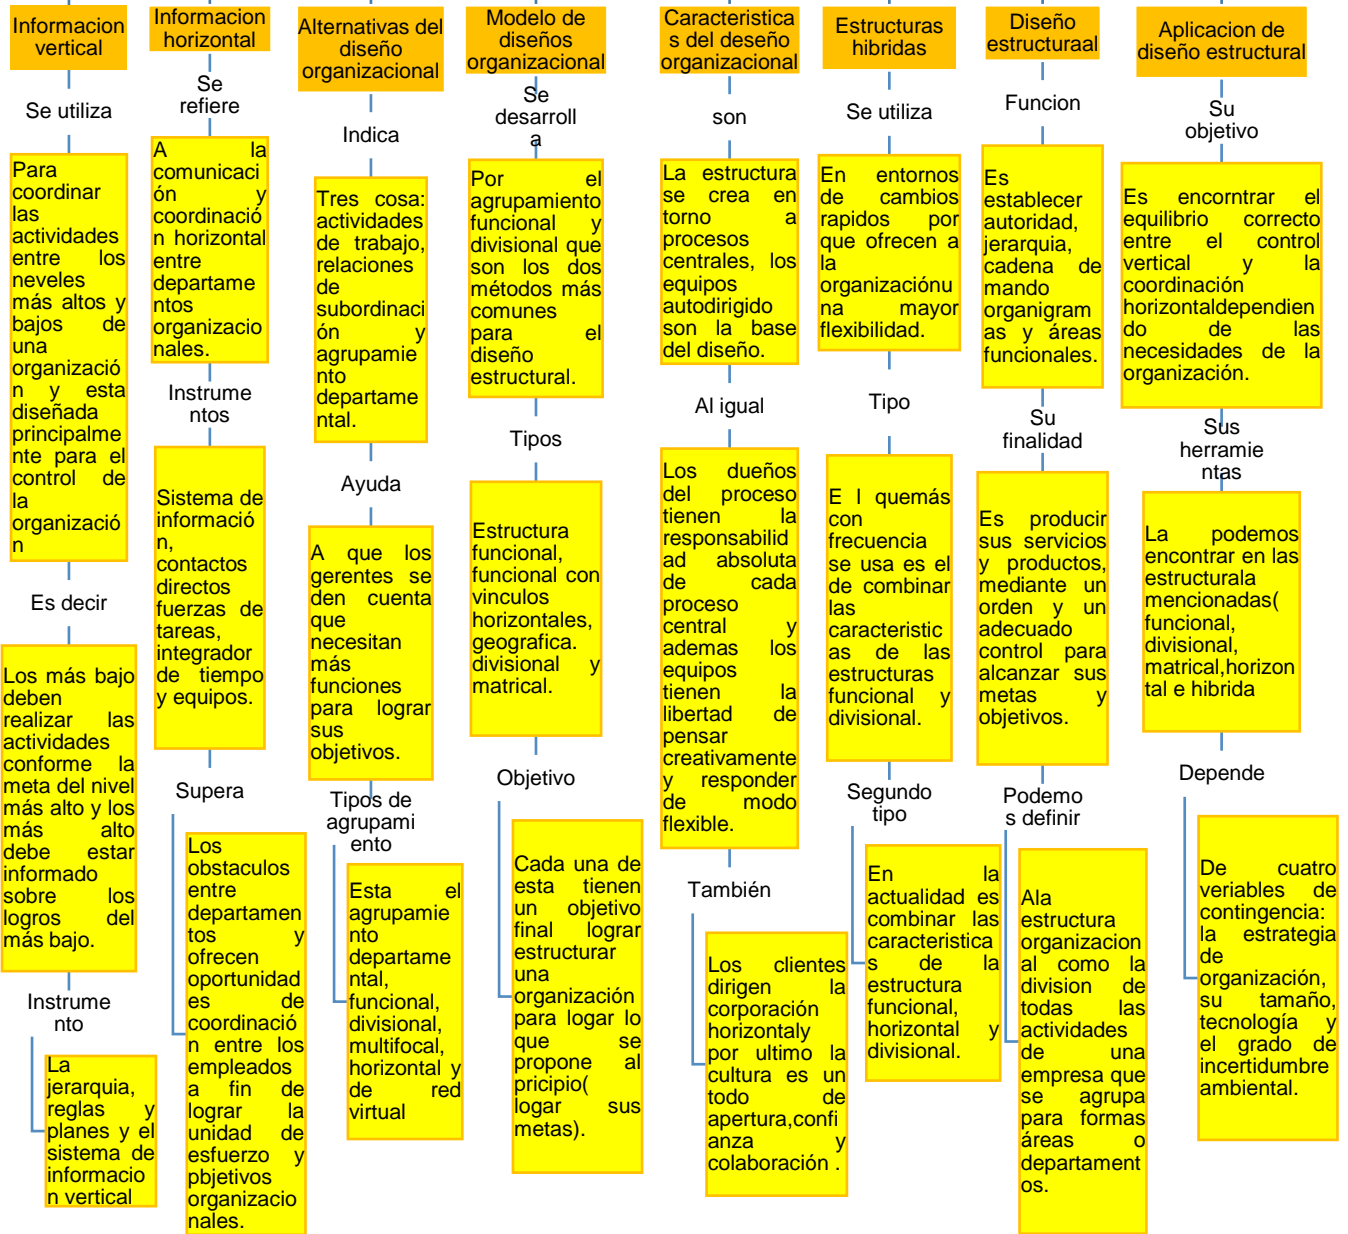 Informacion
vertical
Se utiliza
Para
coordinar
las
actividades
entre los
neveles
más altos y
bajos de
una
organizació
n y esta
diseñada
principalme
nte para el
control de
la
organizació
n
Es decir
Los más bajo
deben
realizar las
actividades
conforme la
meta del nivel
más alto y los
más alto
debe estar
informado
sobre los
logros del
más bajo.
Instrume
nto
La
jerarquia,
reglas y
planes y el
sistema de
informacio
n vertical
Informacion
horizontal
Se
refiere
A la
comunicaci
ón y
coordinació
n horizontal
entre
departame
ntos
organizacio
nales.
Instrume
ntos
Sistema de
informació
n,
contactos
directos
fuerzas de
tareas,
integrador
de tiempo
y equipos.
Supera
Los
obstaculos
entre
departamen
tos y
ofrecen
oportunidad
es de
coordinació
n entre los
empleados
a fin de
lograr la
unidad de
esfuerzo y
pbjetivos
organizacio
nales.
Alternativas del
diseño
organizacional
Indica
Tres cosa:
actividades
de trabajo,
relaciones
de
subordinaci
ón y
agrupamie
nto
departame
ntal.
Ayuda
A que los
gerentes se
den cuenta
que
necesitan
más
funciones
para lograr
sus
objetivos.
Tipos de
agrupami
ento
Esta el
agrupamie
nto
departame
ntal,
funcional,
divisional,
multifocal,
horizontal y
de red
virtual
Modelo de
diseños
organizacional
Se
desarroll
a
Por el
agrupamiento
funcional y
divisional que
son los dos
métodos más
comunes
para el
diseño
estructural.
Tipos
Estructura
funcional,
funcional con
vinculos
horizontales,
geografica.
divisional y
matrical.
Objetivo
Cada una de
esta tienen
un objetivo
final lograr
estructurar
una
organización
para logar lo
que se
propone al
pricipio(
logar sus
metas).
Caracteristica
s del deseño
organizacional
son
La estructura
se crea en
torno a
procesos
centrales, los
equipos
autodirigido
son la base
del diseño.
Al igual
Los dueños
del proceso
tienen la
responsabilid
ad absoluta
de cada
proceso
central y
ademas los
equipos
tienen la
libertad de
pensar
creativamente
y responder
de modo
flexible.
También
Los clientes
dirigen la
corporación
horizontaly
por ultimo la
cultura es un
todo de
apertura,confi
anza y
colaboración .
Estructuras
hibridas
Se utiliza
En entornos
de cambios
rapidos por
que ofrecen a
la
organizaciónu
na mayor
flexibilidad.
Tipo
E l quemás
con
frecuencia
se usa es el
de combinar
las
caracteristic
as de las
estructuras
funcional y
divisional.
Segundo
tipo
En la
actualidad es
combinar las
caracteristica
s de la
estructura
funcional,
horizontal y
divisional.
Diseño
estructuraal
Funcion
Es
establecer
autoridad,
jerarquia,
cadena de
mando
organigram
as y áreas
funcionales.
Su
finalidad
Es producir
sus servicios
y productos,
mediante un
orden y un
adecuado
control para
alcanzar sus
metas y
objetivos.
Podemo
s definir
Ala
estructura
organizacion
al como la
division de
todas las
actividades
de una
empresa que
se agrupa
para formas
áreas o
departament
os.
Aplicacion de
diseño estructural
Su
objetivo
Es encorntrar el
equilibrio correcto
entre el control
vertical y la
coordinación
horizontaldependien
do de las
necesidades de la
organización.
Sus
herramie
ntas
La podemos
encontrar en las
estructurala
mencionadas(
funcional,
divisional,
matrical,horizon
tal e hibrida
Depende
De cuatro
veriables de
contingencia:
la estrategia
de
organización,
su tamaño,
tecnología y
el grado de
incertidumbre
ambiental.